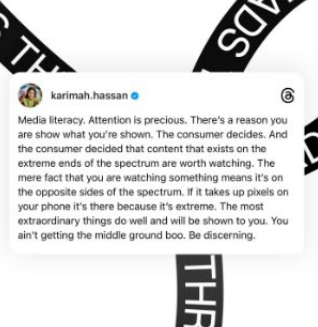 S TH
ADS
karimah.hassan
Media literacy. Attention is precious. There's a reason you
are show what you're shown. The consumer decides. And
the consumer decided that content that exists on the
extreme ends of the spectrum are worth watching. The
mere fact that you are watching something means it's on
the opposite sides of the spectrum. If it takes up pixels on
your phone it's there because it's extreme. The most
extraordinary things do well and will be shown to you. You
ain't getting the middle ground boo. Be discerning.
THR